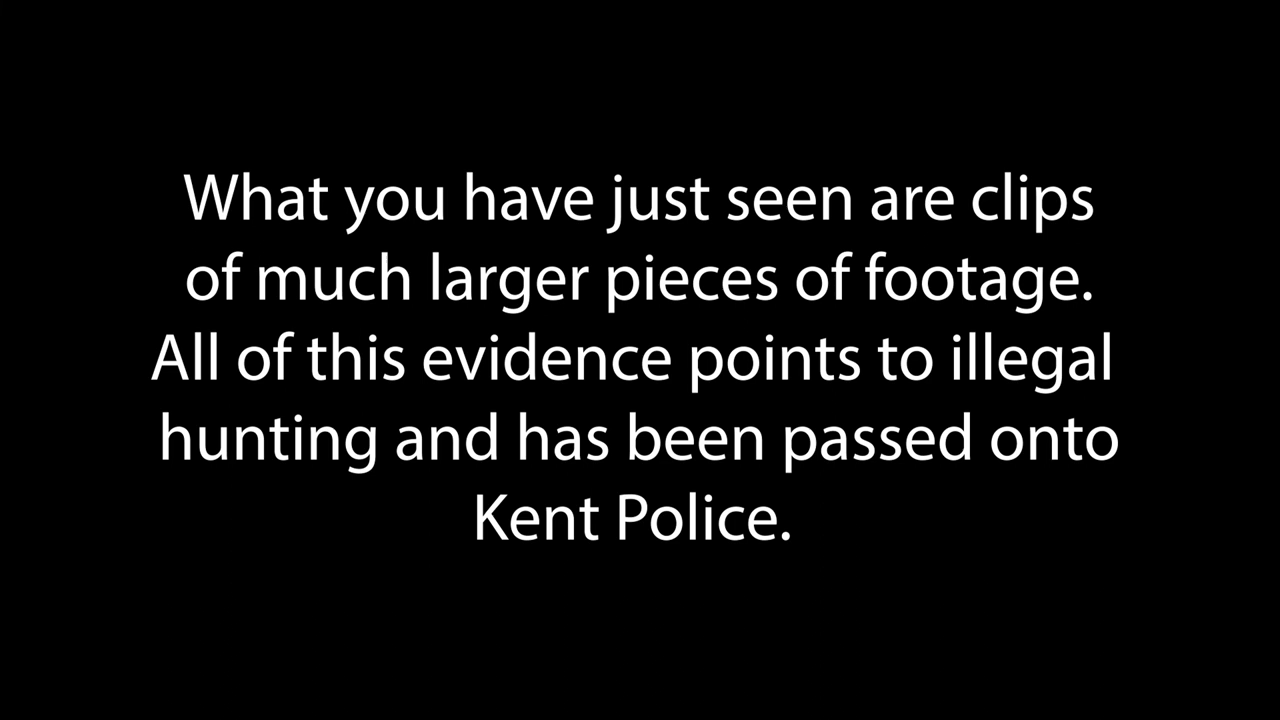 What you have just seen are clips
of much larger pieces of footage.
All of this evidence points to illegal
hunting and has been passed onto
Kent Police.